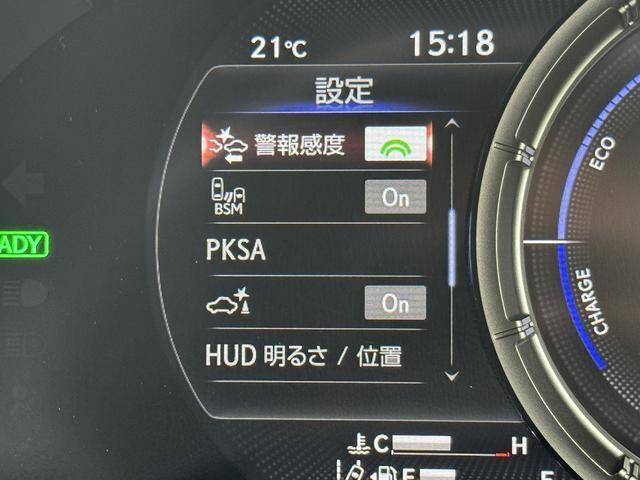 21℃ 15:18
設定
警報感度
BSM On
PKSA
On
HUD 明るさ / 位置
ECO
CHARGE
ADY
C H
E F